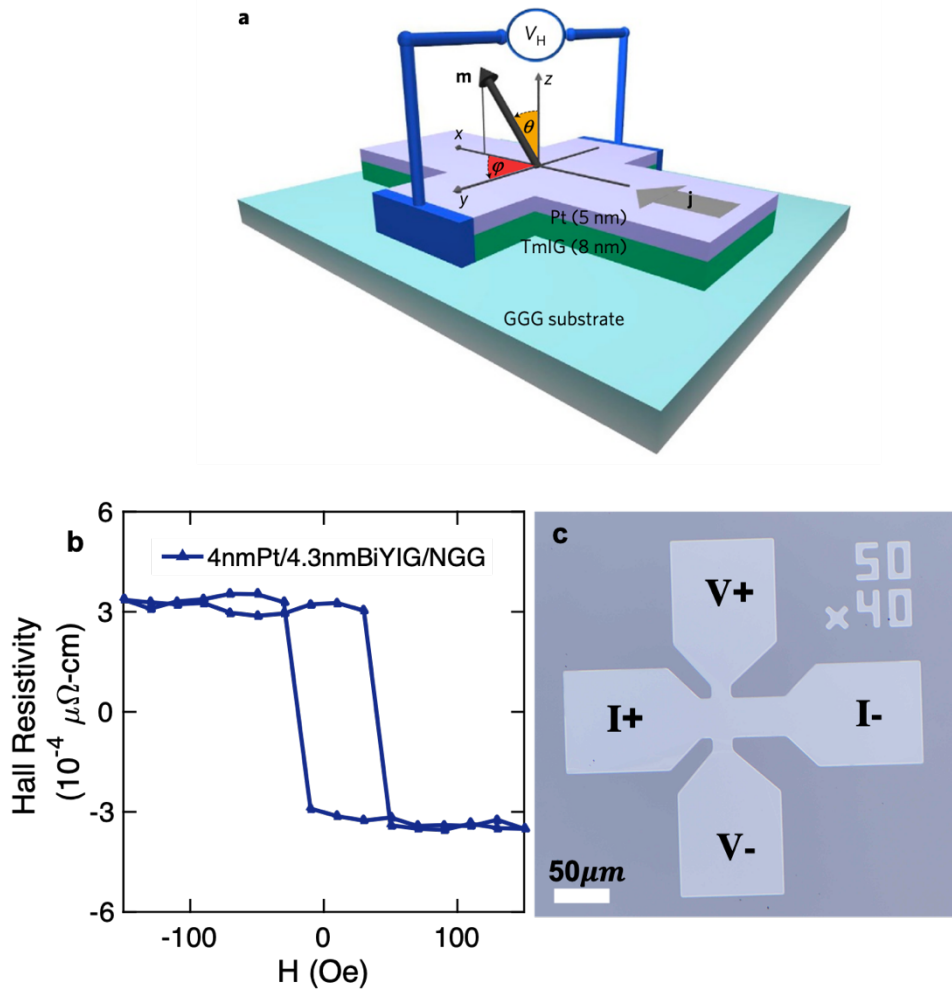 a
V_H
m
z
θ
x
φ
y
j
Pt (5 nm)
TmIG (8 nm)
GGG substrate
b
4nmPt/4.3nmBiYIG/NGG
6
3
0
-3
-6
Hall Resistivity
(10⁻⁴ μΩ-cm)
-100
0
100
H (Oe)
c
50
×40
V+
I+
I-
V-
50μm